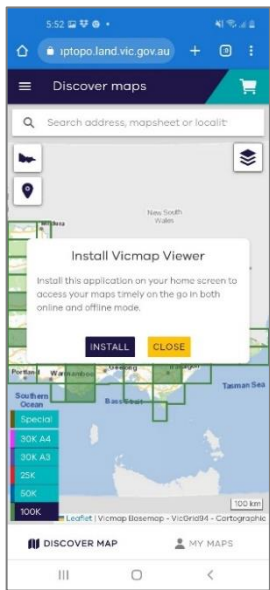 5:52
ɩptopo.land.vic.gov.au
Discover maps
Search address, mapsheet or localit
New South
Wales
Install Vicmap Viewer
Install this application on your home screen to
access your maps timely on the go in both
online and offline mode.
INSTALL
CLOSE
Portland
Warrnambool
Geelong
Tasman Sea
Southern
Ocean
Bass Strait
Special
30K A4
30K A3
25K
50K
100K
100 km
Leaflet | Vicmap Basemap - VicGrid94 - Cartographic
DISCOVER MAP
MY MAPS